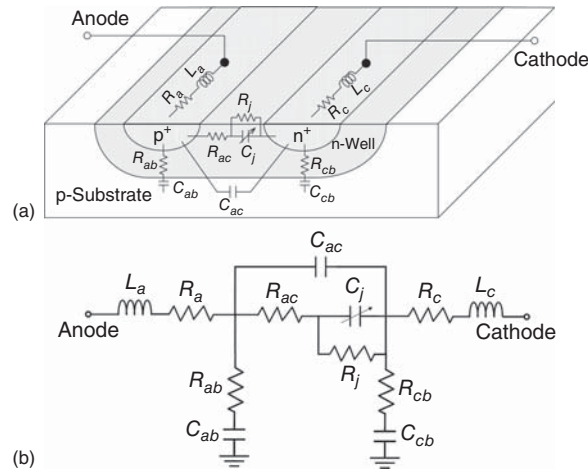 Anode
Cathode
R_a L_a
R_c L_c
R_j
p+ n+
n-Well
R_ab R_ac C_j R_cb
C_ab C_ac C_cb
p-Substrate
(a)
C_ac
L_a R_a R_ac C_j R_c L_c
Anode Cathode
R_j
R_ab R_cb
C_ab C_cb
(b)